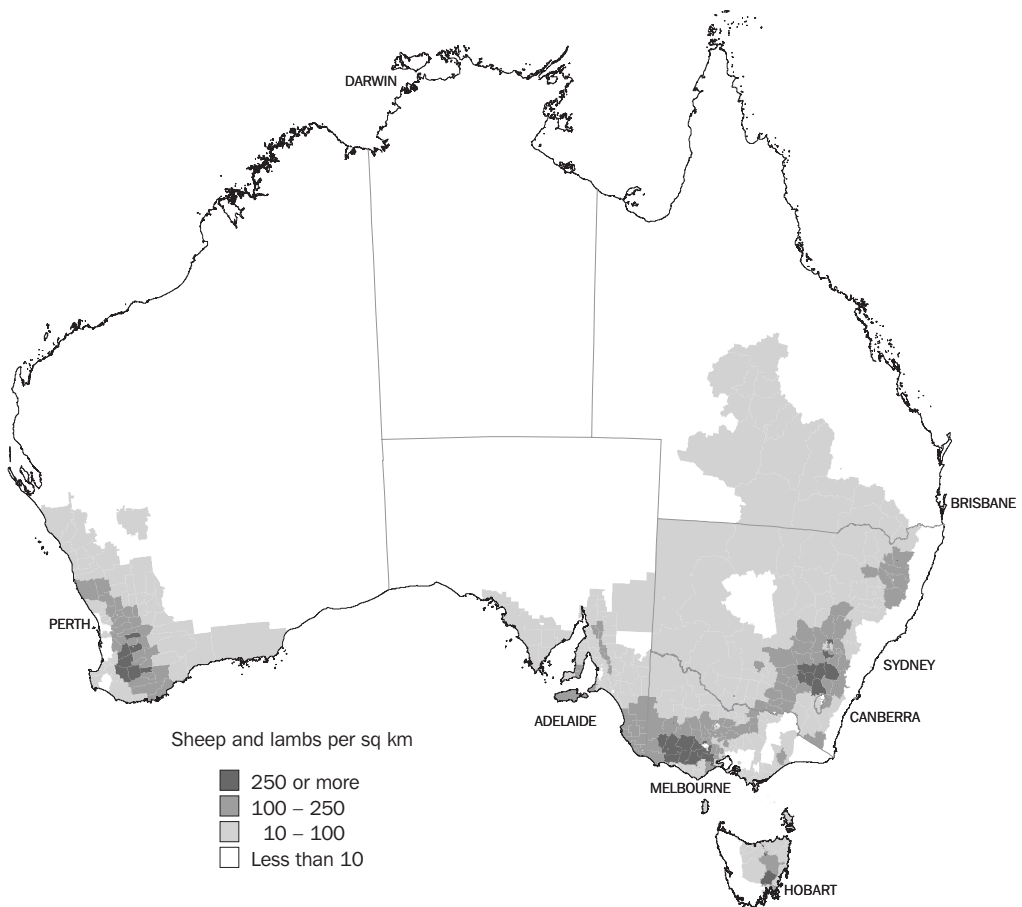 DARWIN
BRISBANE
PERTH
SYDNEY
ADELAIDE
CANBERRA
Sheep and lambs per sq km
MELBOURNE
250 or more
100 – 250
10 – 100
Less than 10
HOBART